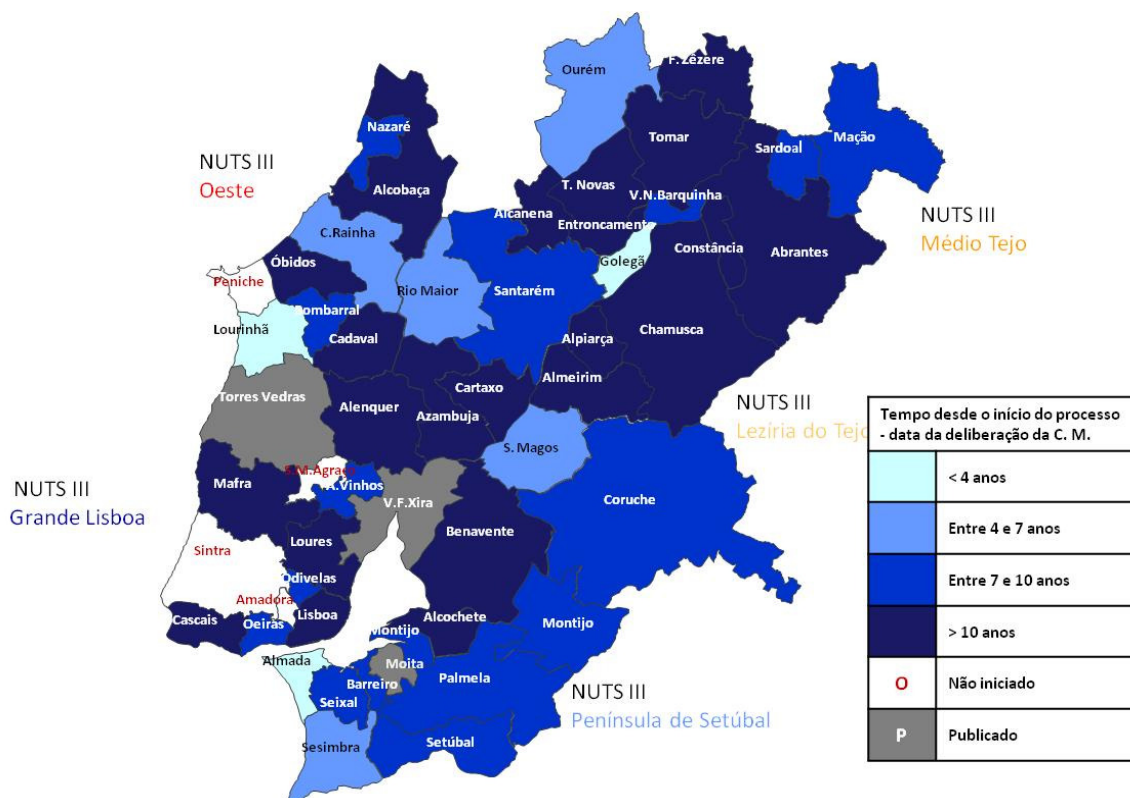 Ourém
F. Zêzere
Nazaré
Tomar
Sardoal
Mação
NUTS III
Oeste
Alcobaça
T. Novas
V.N.Barquinha
Alcanena
Entroncamento
NUTS III
Médio Tejo
C.Rainha
Constância
Abrantes
Óbidos
Golegã
Peniche
Rio Maior
Santarém
Bombarral
Lourinhã
Cadaval
Chamusca
Alpiarça
Almeirim
Cartaxo
Torres Vedras
Alenquer
Azambuja
NUTS III
Lezíria do Tejo
S. Magos
S.M.Agraço
Mafra
A.Vinhos
V.F.Xira
Coruche
NUTS III
Grande Lisboa
Benavente
Loures
Sintra
Odivelas
Amadora
Cascais
Oeiras
Lisboa
Alcochete
Montijo
Montijo
Almada
Moita
Barreiro
Palmela
Seixal
NUTS III
Península de Setúbal
Sesimbra
Setúbal
Tempo desde o início do processo
- data da deliberação da C. M.
< 4 anos
Entre 4 e 7 anos
Entre 7 e 10 anos
> 10 anos
O Não iniciado
P Publicado